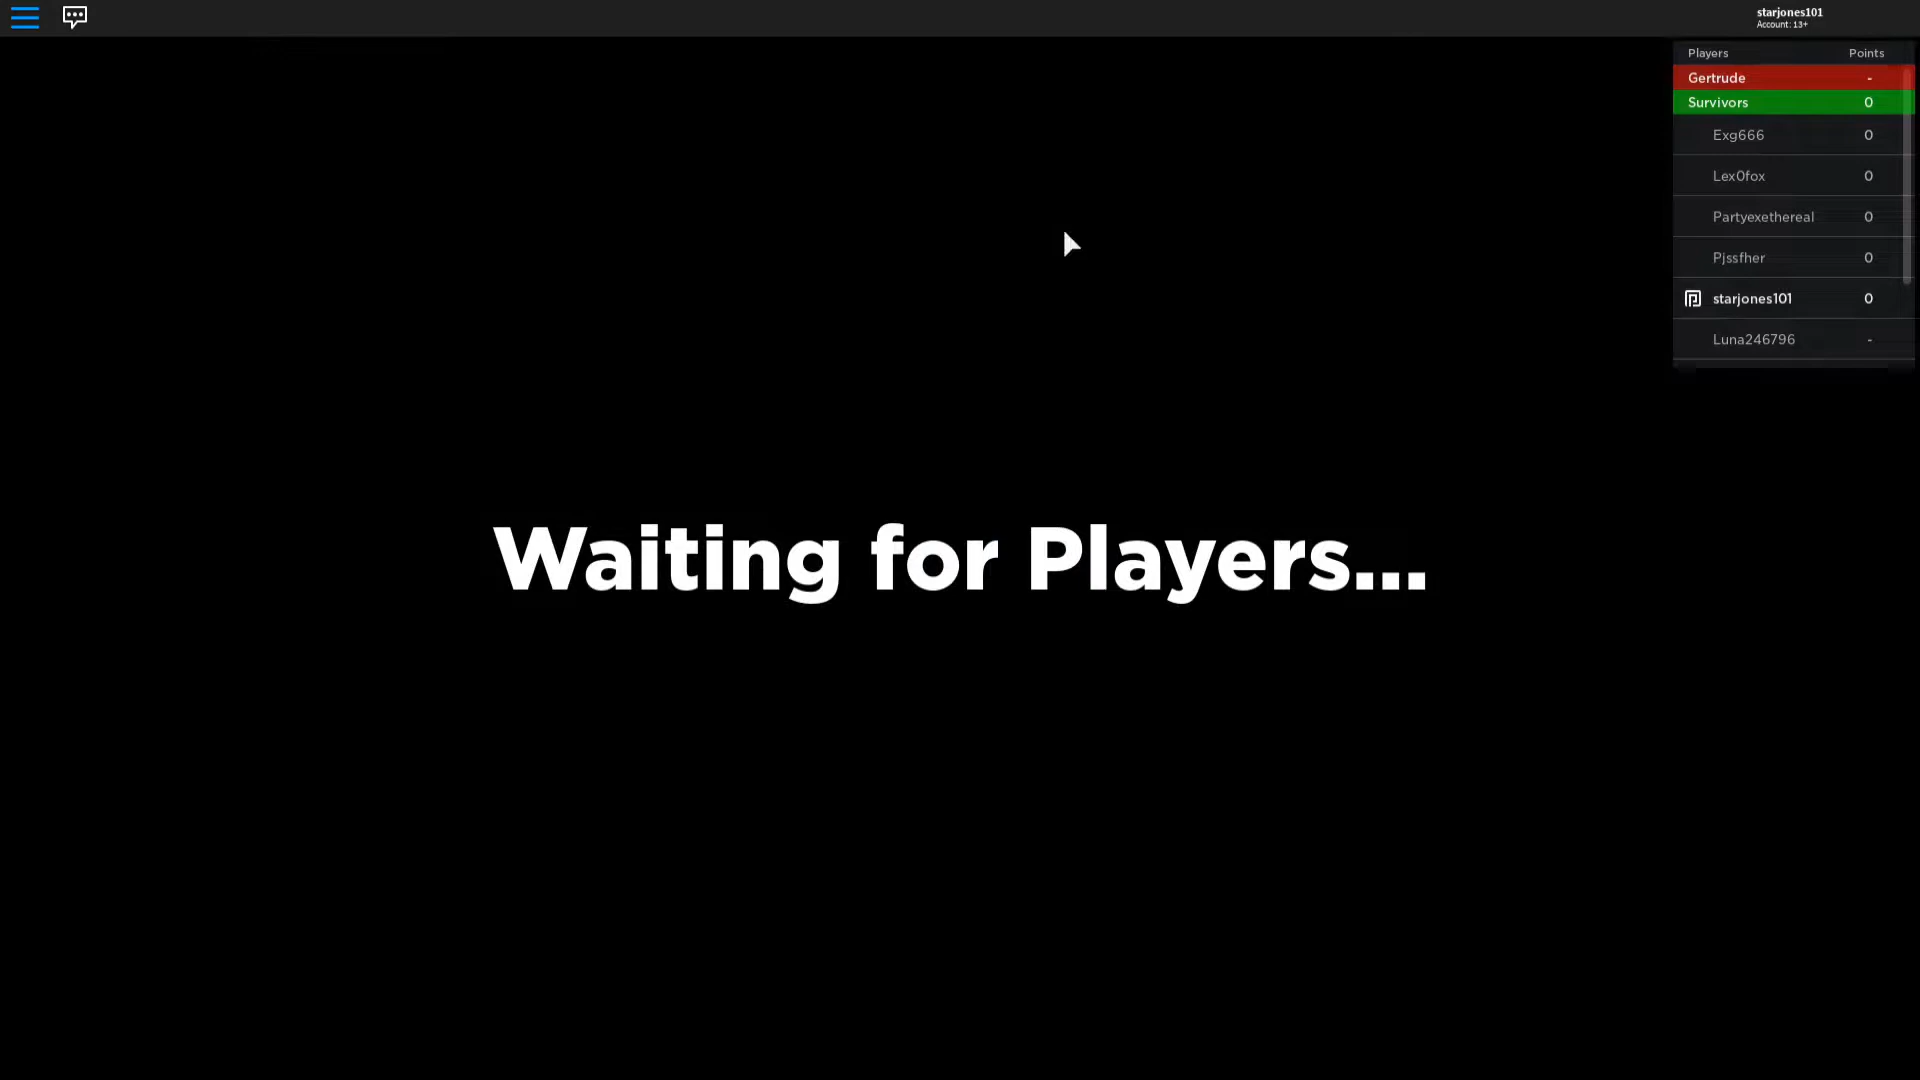 starjones101
Account: 13+
Players Points
Gertrude -
Survivors 0
Exg666 0
Lex0fox 0
Partyexethereal 0
Pjssfher 0
starjones101 0
Luna246796 -
Waiting for Players...